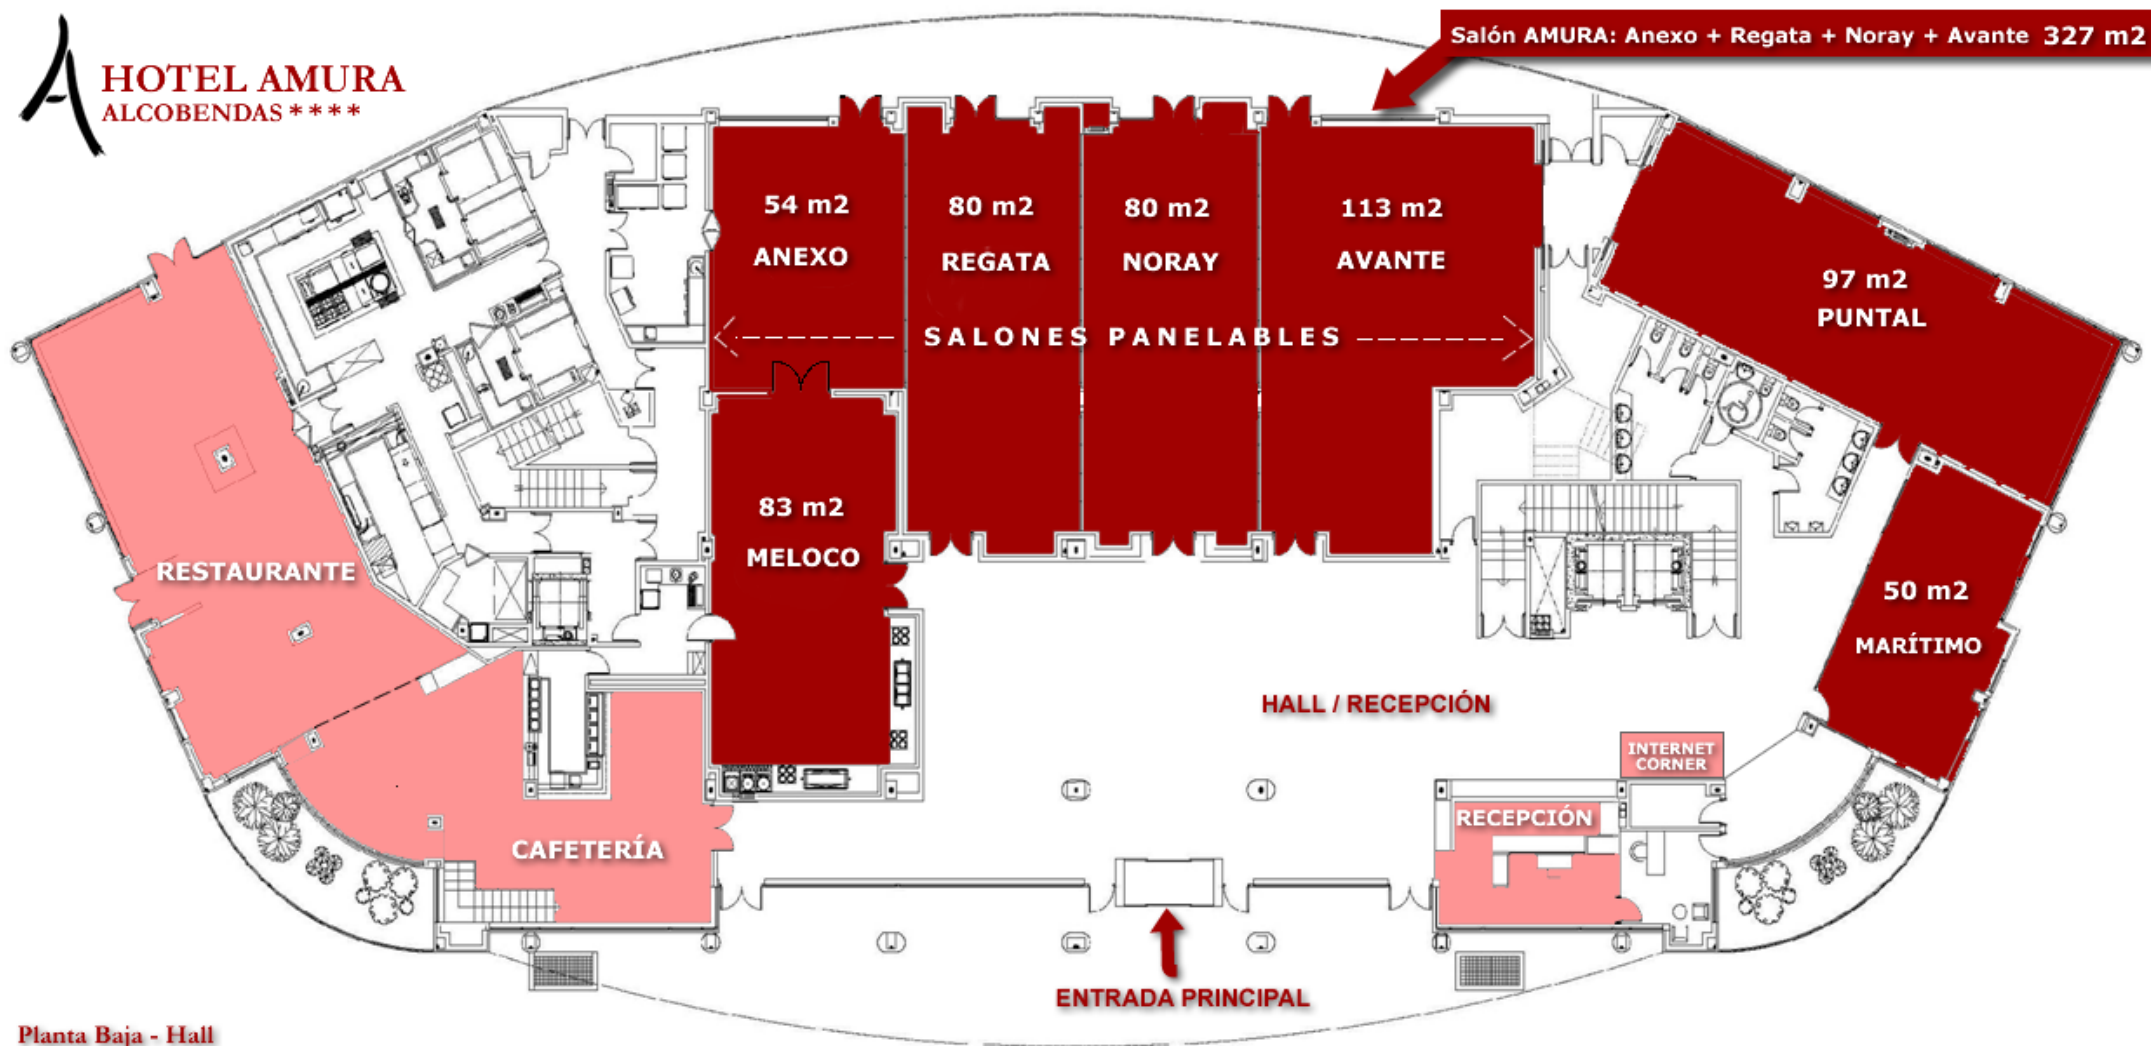 HOTEL AMURA
ALCOBENDAS ****
Salón AMURA: Anexo + Regata + Noray + Avante 327 m2
54 m2
ANEXO
80 m2
REGATA
80 m2
NORAY
113 m2
AVANTE
97 m2
PUNTAL
SALONES PANELABLES
83 m2
MELOCO
RESTAURANTE
50 m2
MARÍTIMO
HALL / RECEPCIÓN
INTERNET
CORNER
RECEPCIÓN
CAFETERÍA
ENTRADA PRINCIPAL
Planta Baja - Hall